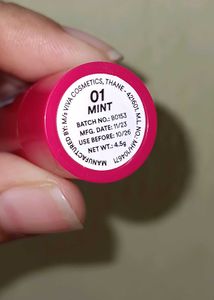 MANUFACTURED BY: M/s VIVA COSMETICS, THANE - 421601. M.L. NO.: MH/104671
01
MINT
BATCH NO.: B0153
MFG. DATE: 11/23
USE BEFORE: 10/26
NET WT.: 4.5g